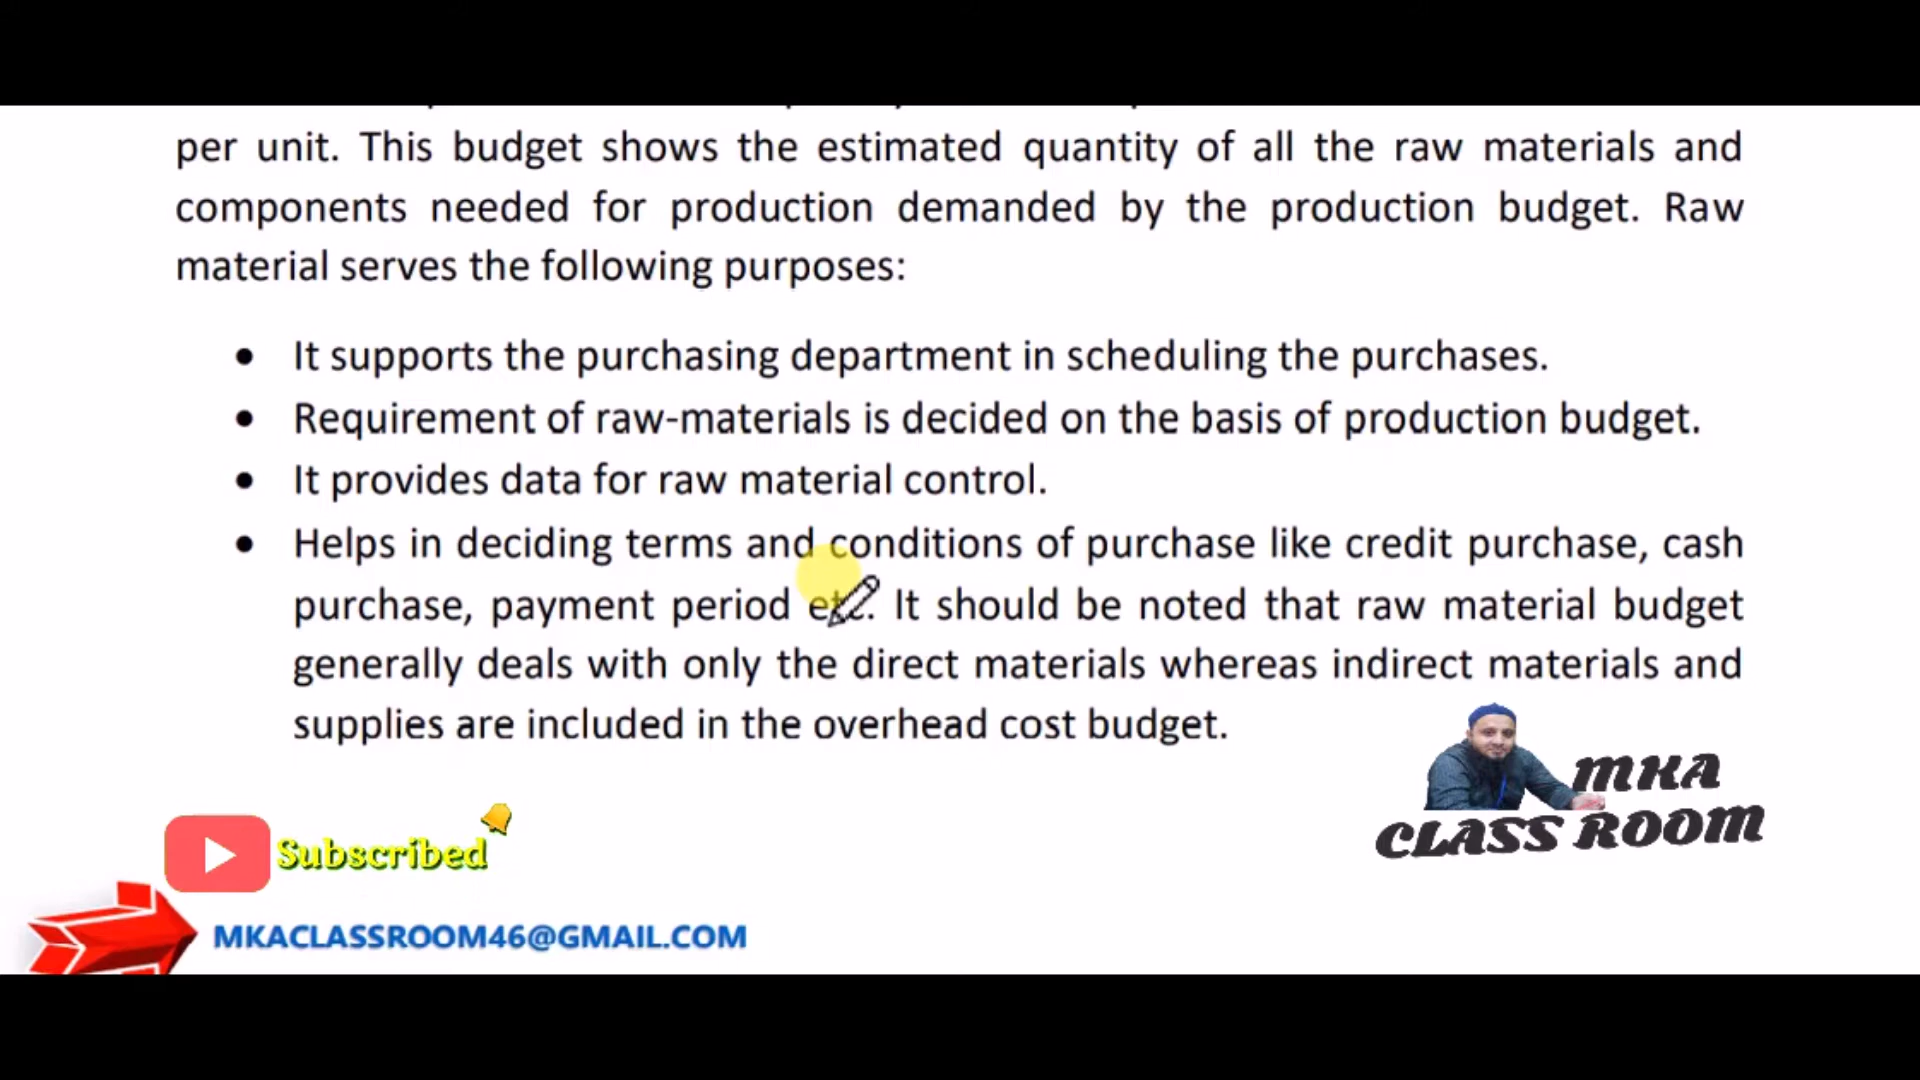 per unit. This budget shows the estimated quantity of all the raw materials and
components needed for production demanded by the production budget. Raw
material serves the following purposes:
• It supports the purchasing department in scheduling the purchases.
• Requirement of raw-materials is decided on the basis of production budget.
• It provides data for raw material control.
• Helps in deciding terms and conditions of purchase like credit purchase, cash
purchase, payment period etc. It should be noted that raw material budget
generally deals with only the direct materials whereas indirect materials and
supplies are included in the overhead cost budget.
MKA
CLASS ROOM
Subscribed
MKACLASSROOM46@GMAIL.COM